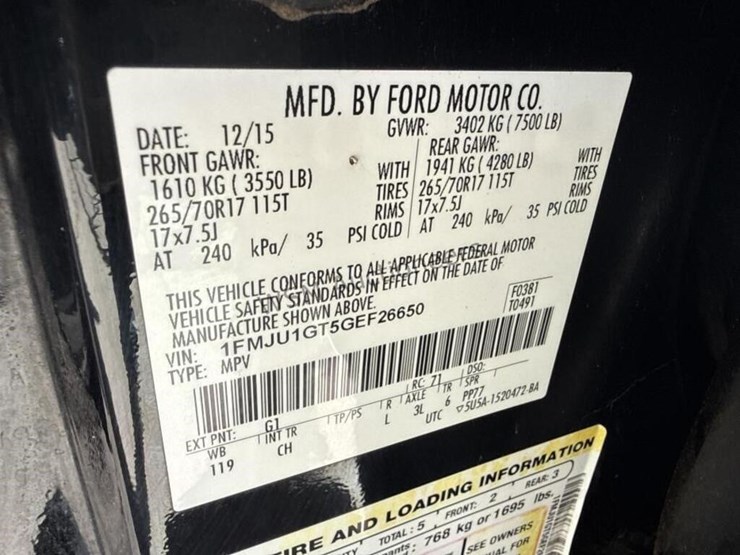 MFD. BY FORD MOTOR CO.
DATE: 12/15 GVWR: 3402 KG ( 7500 LB)
FRONT GAWR: REAR GAWR:
1610 KG ( 3550 LB) WITH 1941 KG ( 4280 LB) WITH
265/70R17 115T TIRES 265/70R17 115T TIRES
17x7.5J RIMS 17x7.5J RIMS
AT 240 kPa/ 35 PSI COLD AT 240 kPa/ 35 PSI COLD
THIS VEHICLE CONFORMS TO ALL APPLICABLE FEDERAL MOTOR
VEHICLE SAFETY STANDARDS IN EFFECT ON THE DATE OF
MANUFACTURE SHOWN ABOVE.
VIN: 1FMJU1GT5GEF26650 F0381
TYPE: MPV T0491
EXT PNT: G1 RC: 71 DSO:
WB INT TR TP/PS R AXLE TR SPR
119 CH L 3L 6 PP77
UTC 5U5A-1520472-BA
TIRE AND LOADING INFORMATION
TOTAL: 5 FRONT: 2 REAR: 3
768 kg or 1695 lbs.
SEE OWNERS